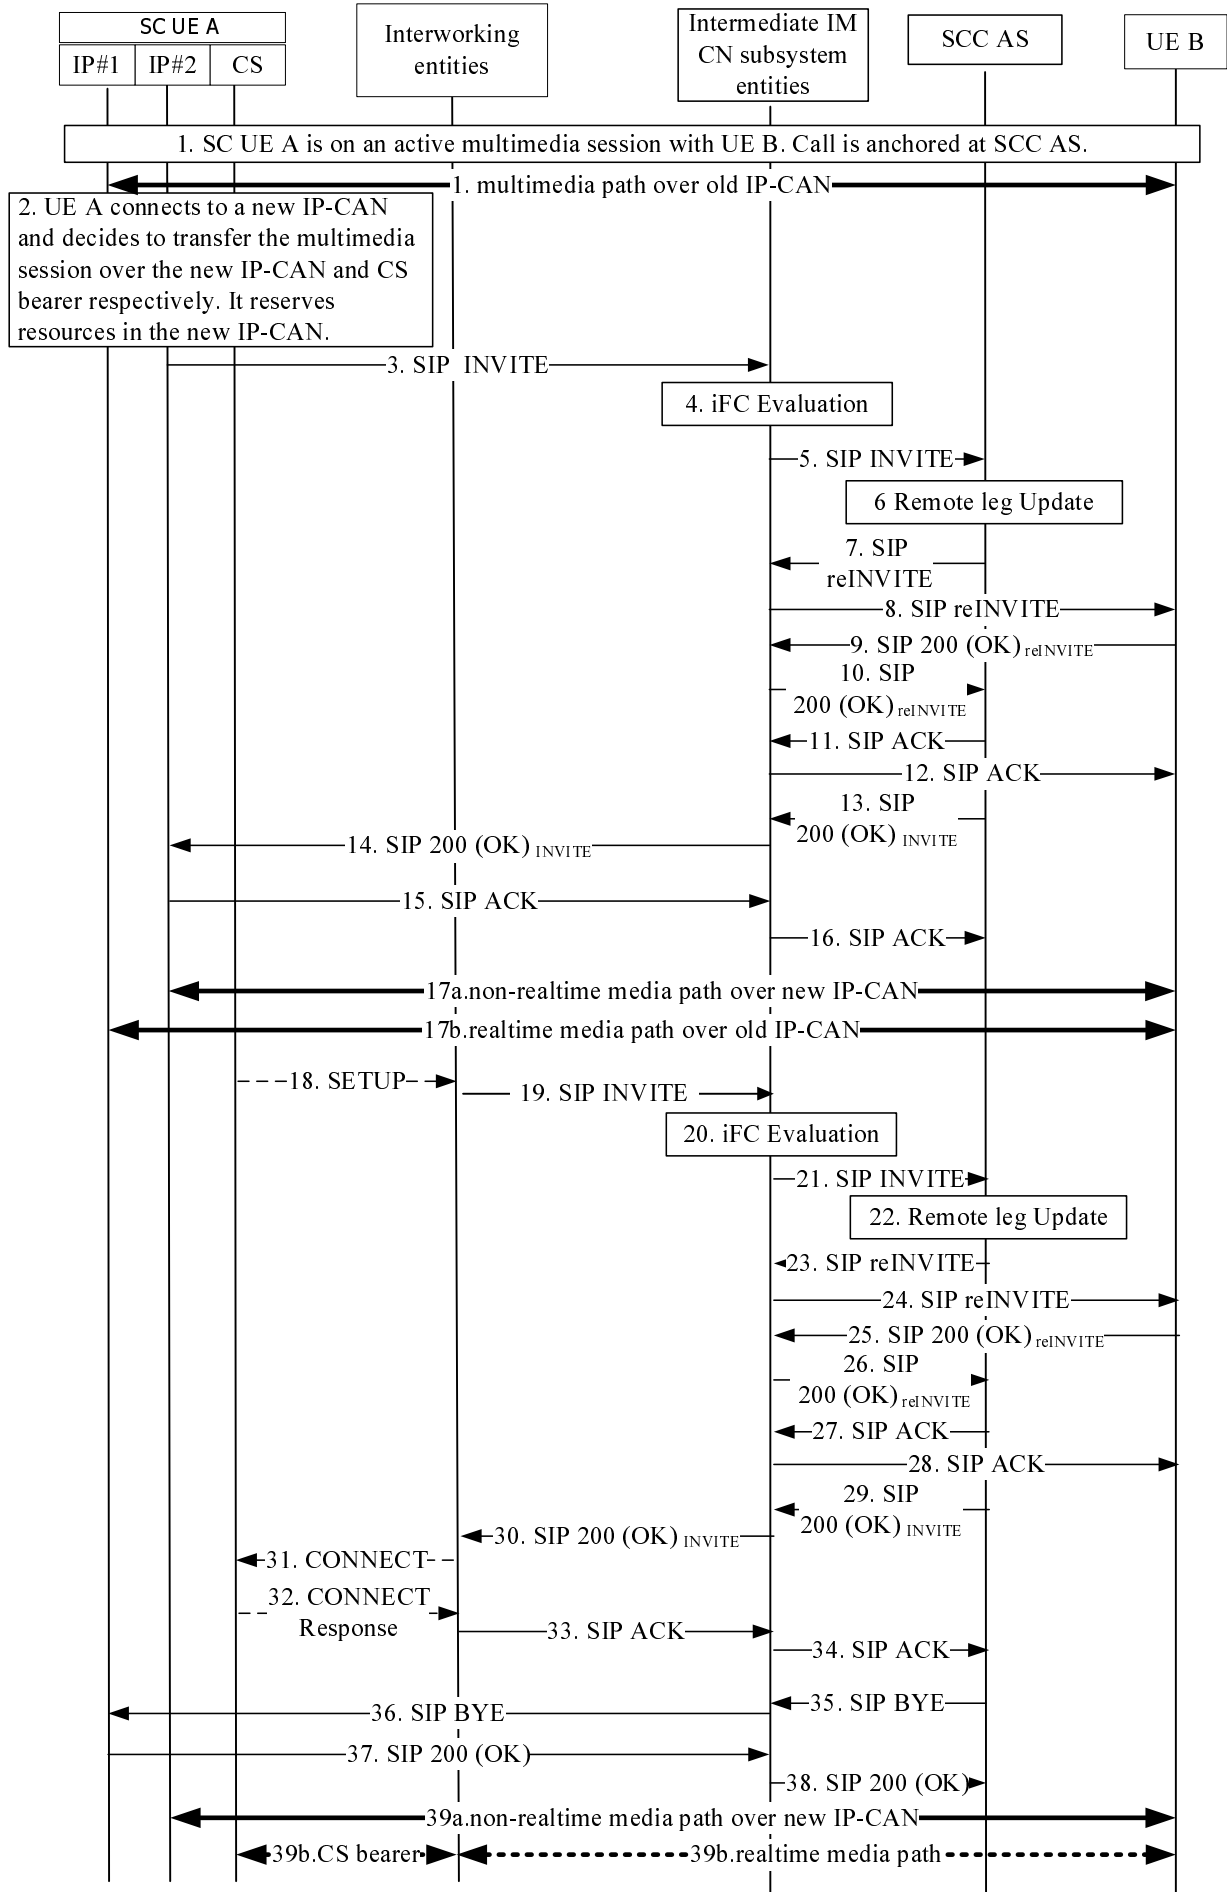 SC UE A
IP#1
IP#2
CS
Interworking
entities
Intermediate IM
CN subsystem
entities
SCC AS
UE B
1. SC UE A is on an active multimedia session with UE B. Call is anchored at SCC AS.
1. multimedia path over old IP-CAN
2. UE A connects to a new IP-CAN
and decides to transfer the multimedia
session over the new IP-CAN and CS
bearer respectively. It reserves
resources in the new IP-CAN.
3. SIP INVITE
4. iFC Evaluation
5. SIP INVITE
6 Remote leg Update
7. SIP
reINVITE
8. SIP reINVITE
9. SIP 200 (OK) reINVITE
10. SIP
200 (OK) reINVITE
11. SIP ACK
12. SIP ACK
13. SIP
200 (OK) INVITE
14. SIP 200 (OK) INVITE
15. SIP ACK
16. SIP ACK
17a.non-realtime media path over new IP-CAN
17b.realtime media path over old IP-CAN
18. SETUP
19. SIP INVITE
20. iFC Evaluation
21. SIP INVITE
22. Remote leg Update
23. SIP reINVITE
24. SIP reINVITE
25. SIP 200 (OK) reINVITE
26. SIP
200 (OK) reINVITE
27. SIP ACK
28. SIP ACK
29. SIP
200 (OK) INVITE
30. SIP 200 (OK) INVITE
31. CONNECT
32. CONNECT
Response
33. SIP ACK
34. SIP ACK
35. SIP BYE
36. SIP BYE
37. SIP 200 (OK)
38. SIP 200 (OK)
39a.non-realtime media path over new IP-CAN
39b.CS bearer
39b.realtime media path